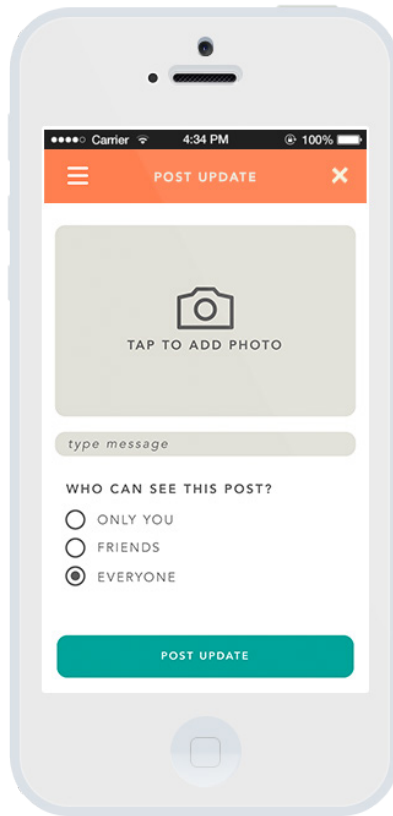 Carrier 4:34 PM 100%
POST UPDATE
TAP TO ADD PHOTO
type message
WHO CAN SEE THIS POST?
ONLY YOU
FRIENDS
EVERYONE
POST UPDATE